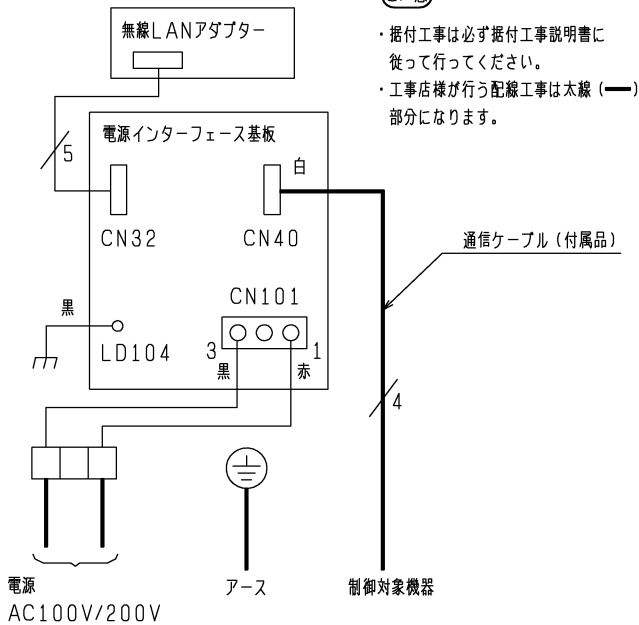 ・据付工事は必ず据付工事説明書に
従って行ってください。
・工事店様が行う配線工事は太線（━）
部分になります。
無線LANアダプター
5
電源インターフェース基板
白
CN32
CN40
通信ケーブル（付属品）
CN101
黒
LD104
3
1
黒
赤
4
電源
AC100V/200V
アース
制御対象機器